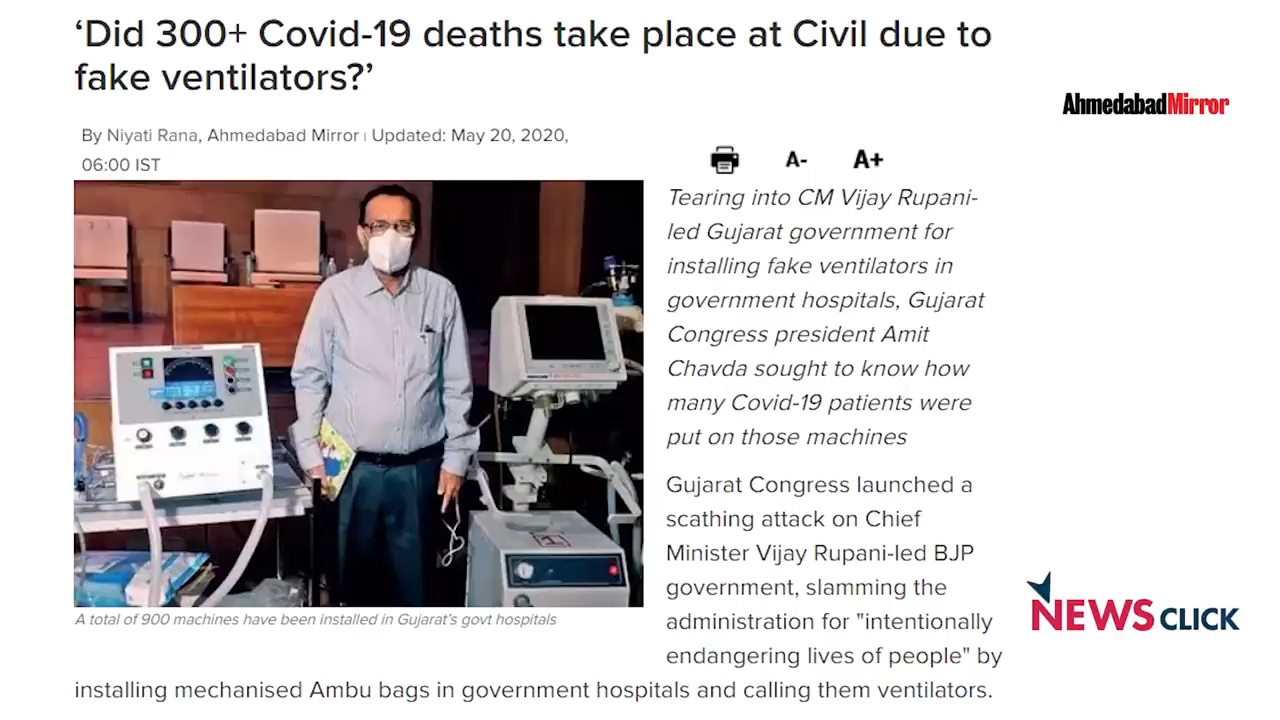 ‘Did 300+ Covid-19 deaths take place at Civil due to
fake ventilators?’
By Niyati Rana, Ahmedabad Mirror | Updated: May 20, 2020,
06:00 IST
AhmedabadMirror
A- A+
Tearing into CM Vijay Rupani-
led Gujarat government for
installing fake ventilators in
government hospitals, Gujarat
Congress president Amit
Chavda sought to know how
many Covid-19 patients were
put on those machines
Gujarat Congress launched a
scathing attack on Chief
Minister Vijay Rupani-led BJP
government, slamming the
administration for "intentionally
endangering lives of people" by
installing mechanised Ambu bags in government hospitals and calling them ventilators.
A total of 900 machines have been installed in Gujarat's govt hospitals
NEWSCLICK